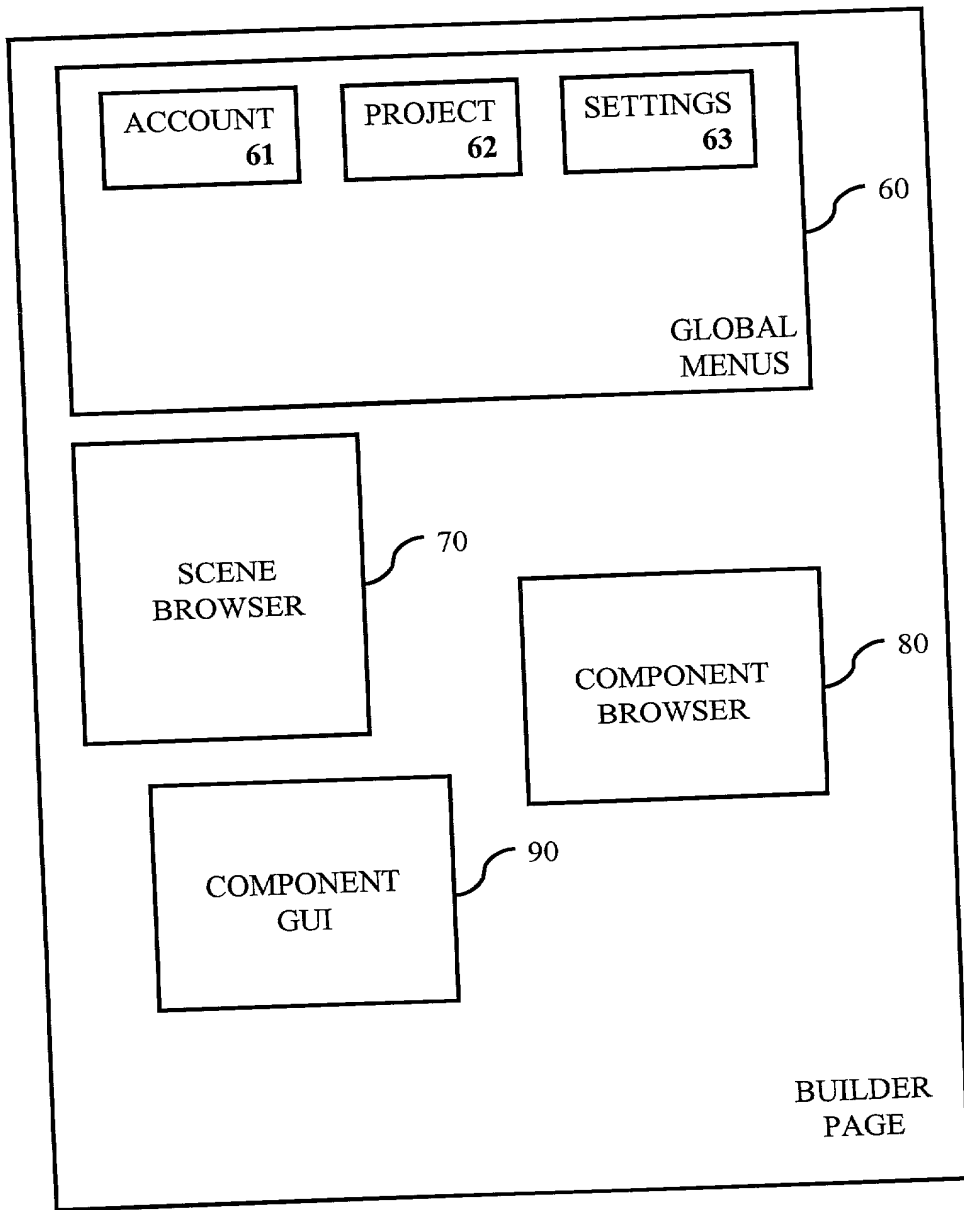 ACCOUNT
61
PROJECT
62
SETTINGS
63
60
GLOBAL
MENUS
SCENE
BROWSER
70
COMPONENT
BROWSER
80
COMPONENT
GUI
90
BUILDER
PAGE